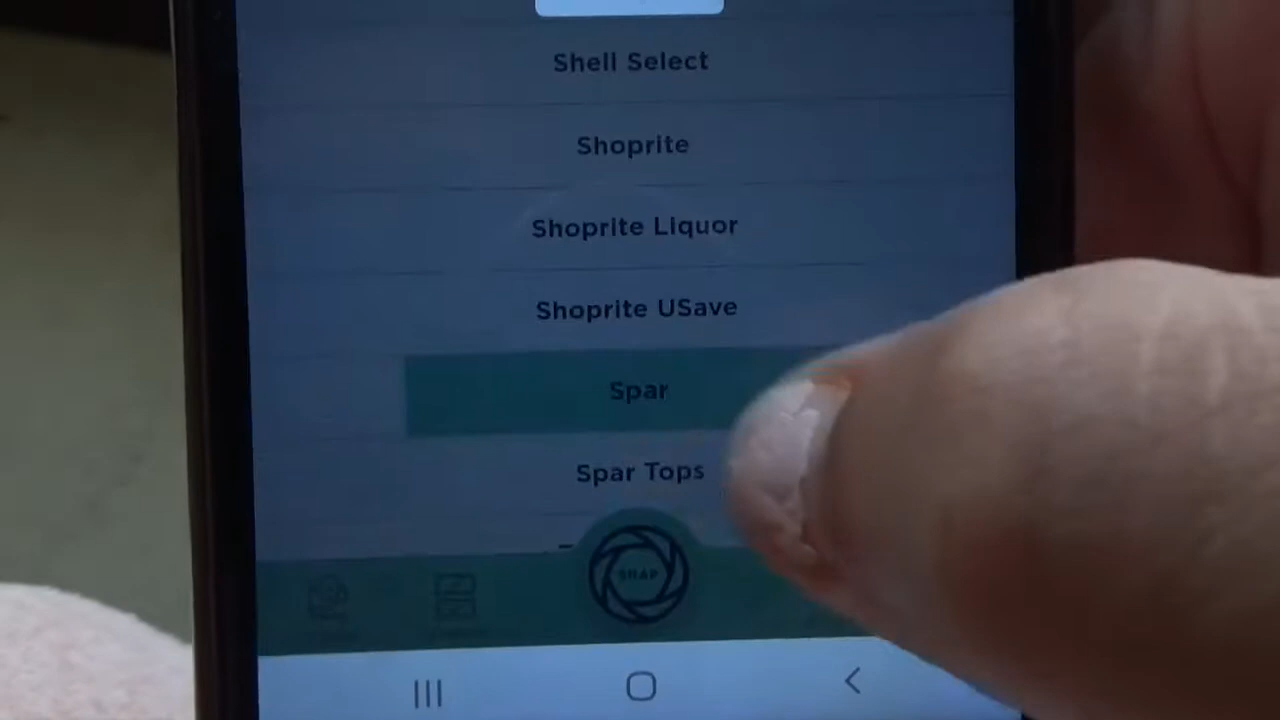 Shell Select
Shoprite
Shoprite Liquor
Shoprite USave
Spar
Spar Tops
SNAP